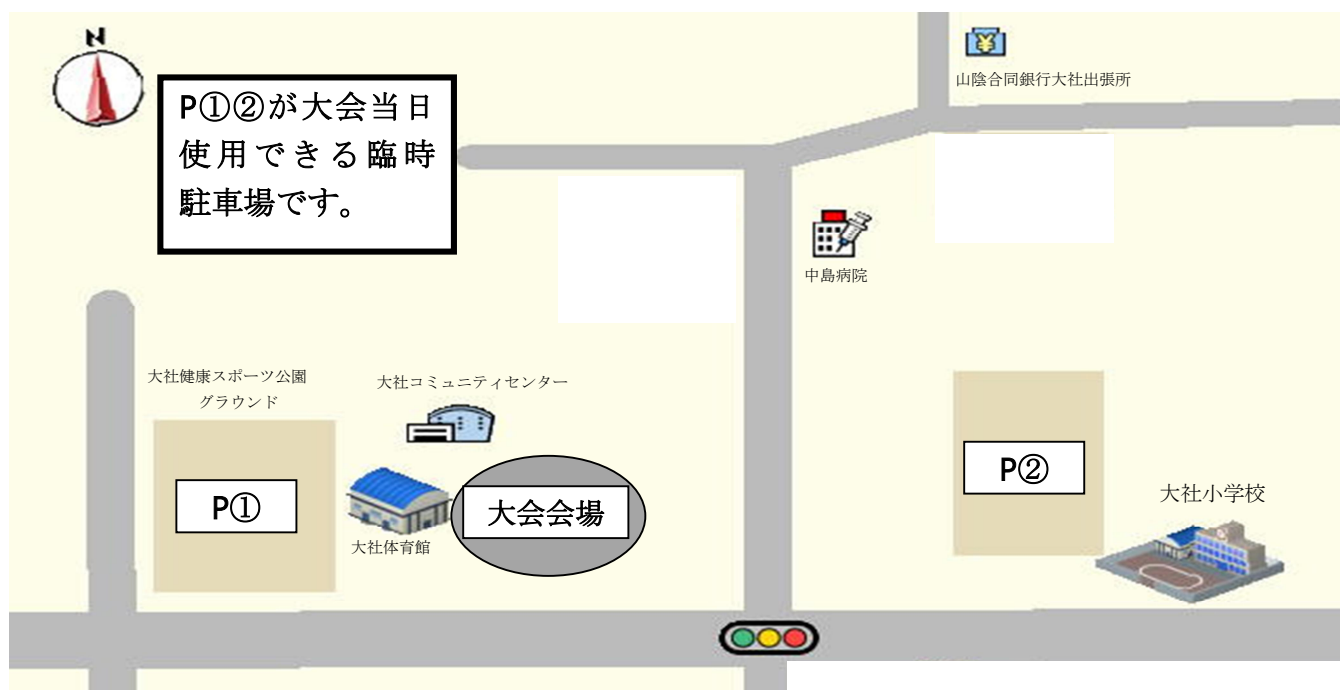 N
P①②が大会当日
使用できる臨時
駐車場です。
山陰合同銀行大社出張所
中島病院
大社健康スポーツ公園
グラウンド
大社コミュニティセンター
P①
大社体育館
大会会場
P②
大社小学校